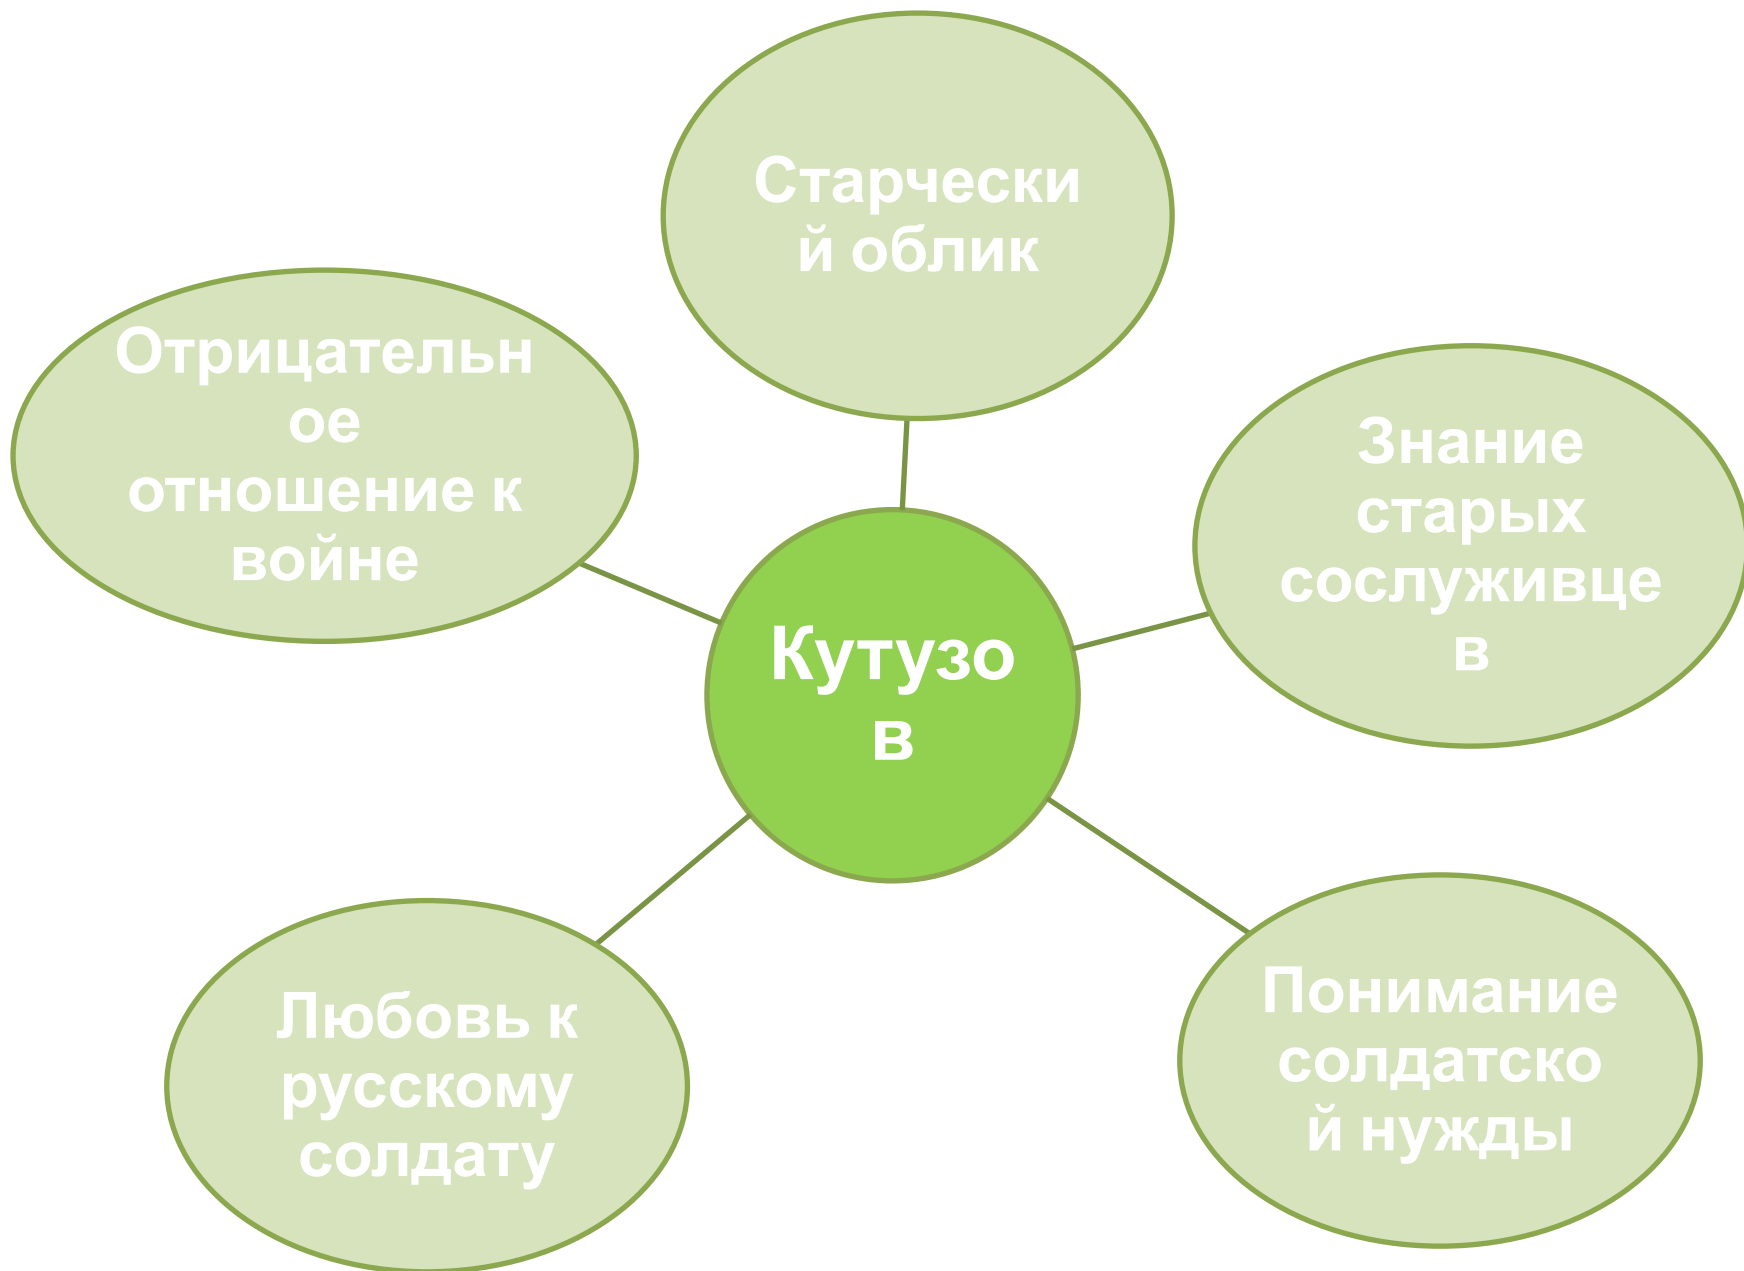 Старчески
й облик
Отрицательн
ое
отношение к
войне
Знание
старых
сослуживце
в
Кутузо
в
Любовь к
русскому
солдату
Понимание
солдатско
й нужды